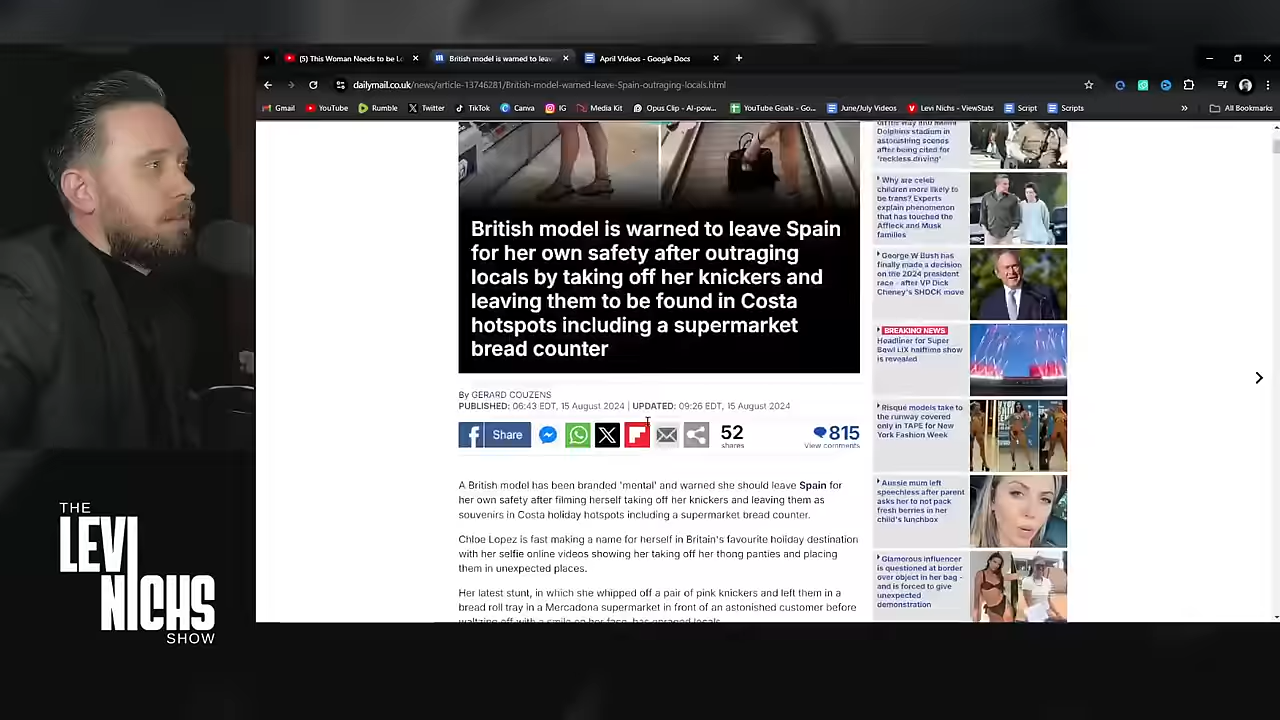 (5) This Woman Needs to be L
British model is warned to leav
April Videos - Google Docs
dailymail.co.uk/news/article-13746281/British-model-warned-leave-Spain-outraging-locals.html
Gmail
YouTube
Rumble
Twitter
TikTok
Canva
IG
Media Kit
Opus Clip - AI-pow...
YouTube Goals - Go...
June/July Videos
Levi Nichs - ViewStats
Script
Scripts
»
All Bookmarks
British model is warned to leave Spain
for her own safety after outraging
locals by taking off her knickers and
leaving them to be found in Costa
hotspots including a supermarket
bread counter
By GERARD COUZENS
PUBLISHED: 06:43 EDT, 15 August 2024 | UPDATED: 09:26 EDT, 15 August 2024
Share
52
shares
815
View comments
A British model has been branded 'mental' and warned she should leave Spain for
her own safety after filming herself taking off her knickers and leaving them as
souvenirs in Costa holiday hotspots including a supermarket bread counter.
Chloe Lopez is fast making a name for herself in Britain's favourite holiday destination
with her selfie online videos showing her taking off her thong panties and placing
them in unexpected places.
Her latest stunt, in which she whipped off a pair of pink knickers and left them in a
bread roll tray in a Mercadona supermarket in front of an astonished customer before
waltzing off with a smile on her face, has enraged locals.
Dolphins stadium in
astonishing scenes
after being cited for
'reckless driving'
Why are celeb
children more likely to
be trans? Experts
explain phenomenon
that has touched the
Affleck and Musk
families
George W Bush has
finally made a decision
on the 2024 president
race - after VP Dick
Cheney's SHOCK move
BREAKING NEWS
Headliner for Super
Bowl LIX halftime show
is revealed
Risqué models take to
the runway covered
only in TAPE for New
York Fashion Week
Aussie mum left
speechless after parent
asks her to not pack
fresh berries in her
child's lunchbox
Glamorous influencer
is questioned at border
over object in her bag -
and is forced to give
unexpected
demonstration
THE
LEVI
NICHS
SHOW